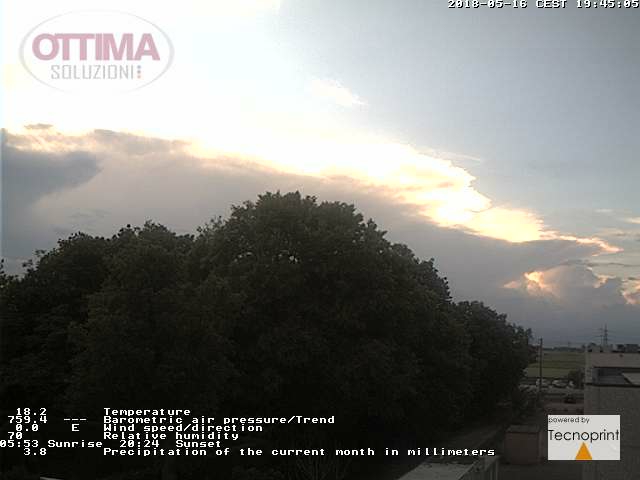 2018-05-16 CEST 19:45:05
OTTIMA
SOLUZIONI
18.2 Temperature
759.4 --- Barometric air pressure/Trend
0.0 E Wind speed/direction
70 Relative humidity
05:53 Sunrise 20:24 Sunset
3.8 Precipitation of the current month in millimeters
powered by
Tecnoprint